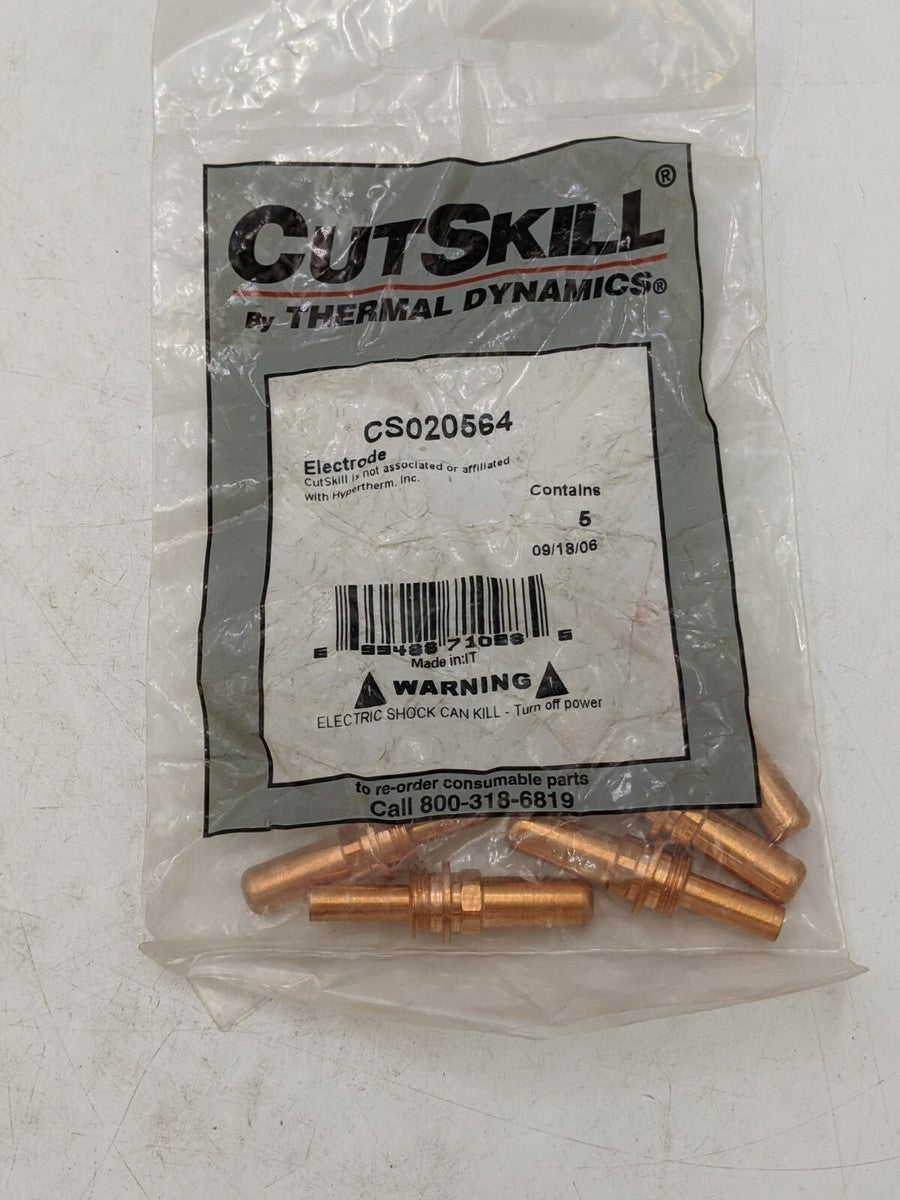 CUTSKILL®
By THERMAL DYNAMICS®
CS020564
Electrode
CutSkill is not associated or affiliated
With Hypertherm. Inc.
Contains
5
09/18/06
Made in:IT
WARNING
ELECTRIC SHOCK CAN KILL - Turn off power
to re-order consumable parts
Call 800-318-6819